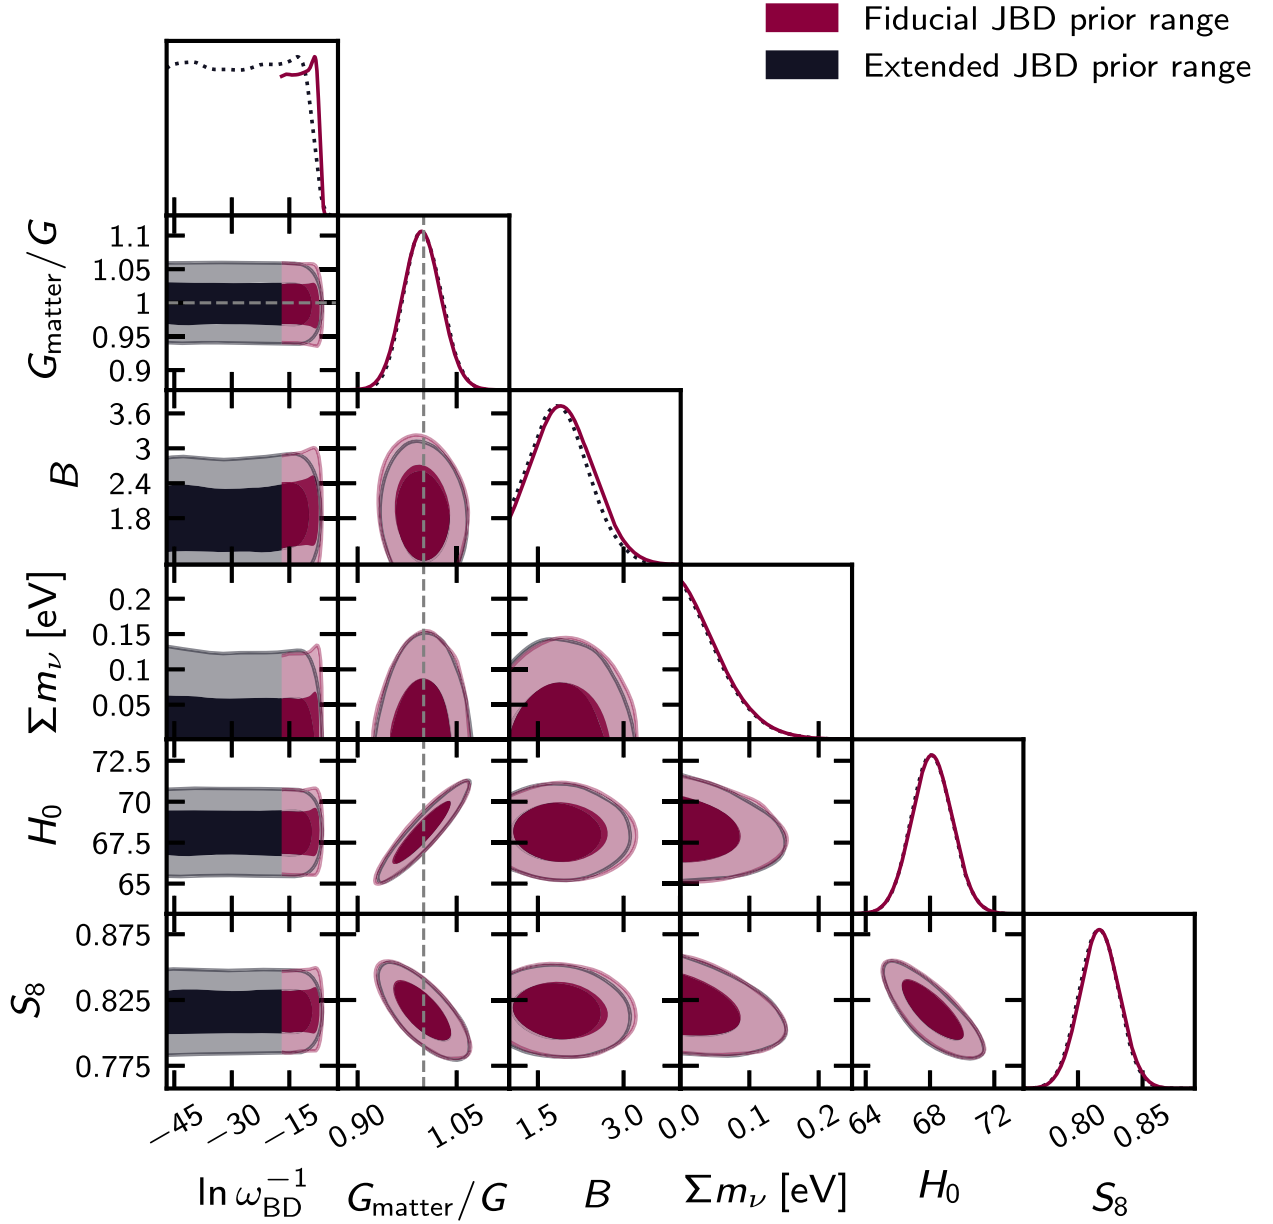 Fiducial JBD prior range
Extended JBD prior range
G_matter/G
1.1
1.05
1
0.95
0.9
B
3.6
3
2.4
1.8
Σm_ν [eV]
0.2
0.15
0.1
0.05
H_0
72.5
70
67.5
65
S_8
0.875
0.825
0.775
−45 −30 −15 0.90 1.05 1.5 3.0 0.0 0.1 0.2 64 68 72 0.80 0.85
ln ω_BD^−1 G_matter/G B Σm_ν [eV] H_0 S_8